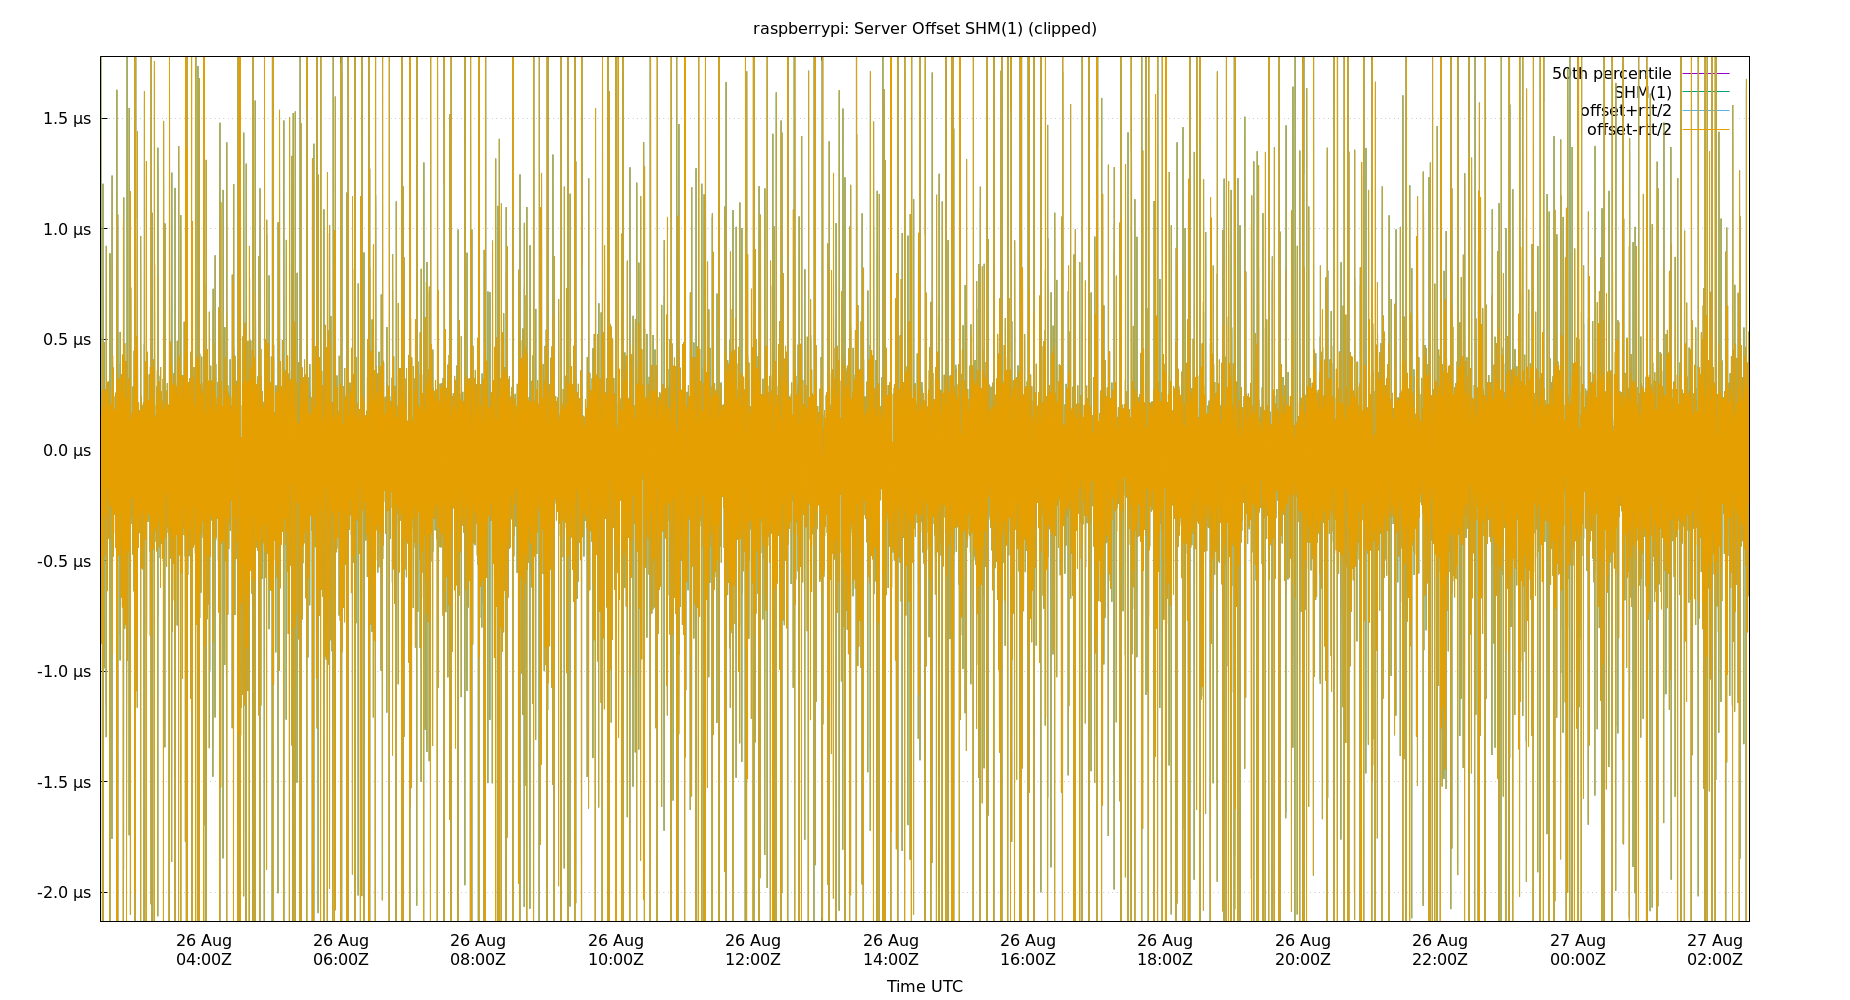 raspberrypi: Server Offset SHM(1) (clipped)
50th percentile
SHM(1)
offset+rtt/2
offset-rtt/2
1.5 µs
1.0 µs
0.5 µs
0.0 µs
-0.5 µs
-1.0 µs
-1.5 µs
-2.0 µs
26 Aug 26 Aug 26 Aug 26 Aug 26 Aug 26 Aug 26 Aug 26 Aug 26 Aug 26 Aug 27 Aug 27 Aug
04:00Z 06:00Z 08:00Z 10:00Z 12:00Z 14:00Z 16:00Z 18:00Z 20:00Z 22:00Z 00:00Z 02:00Z
Time UTC